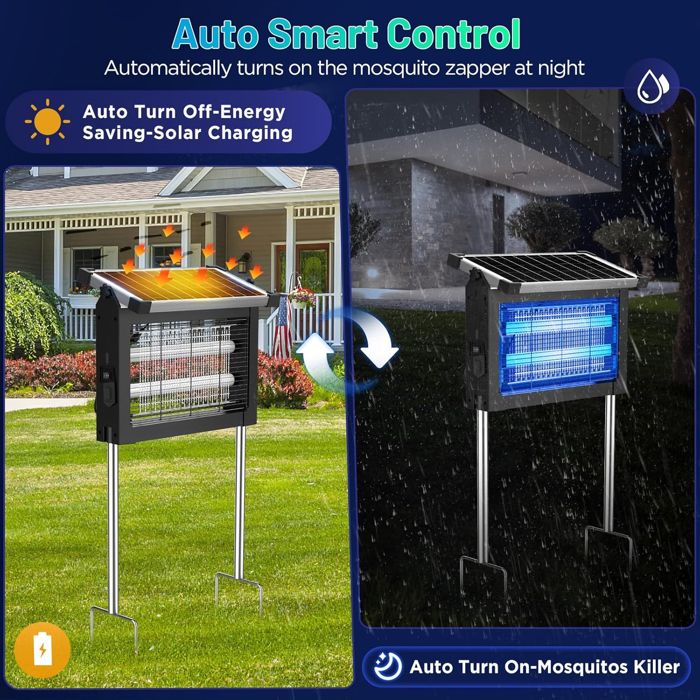 Auto Smart Control
Automatically turns on the mosquito zapper at night
Auto Turn Off-Energy
Saving-Solar Charging
Auto Turn On-Mosquitos Killer